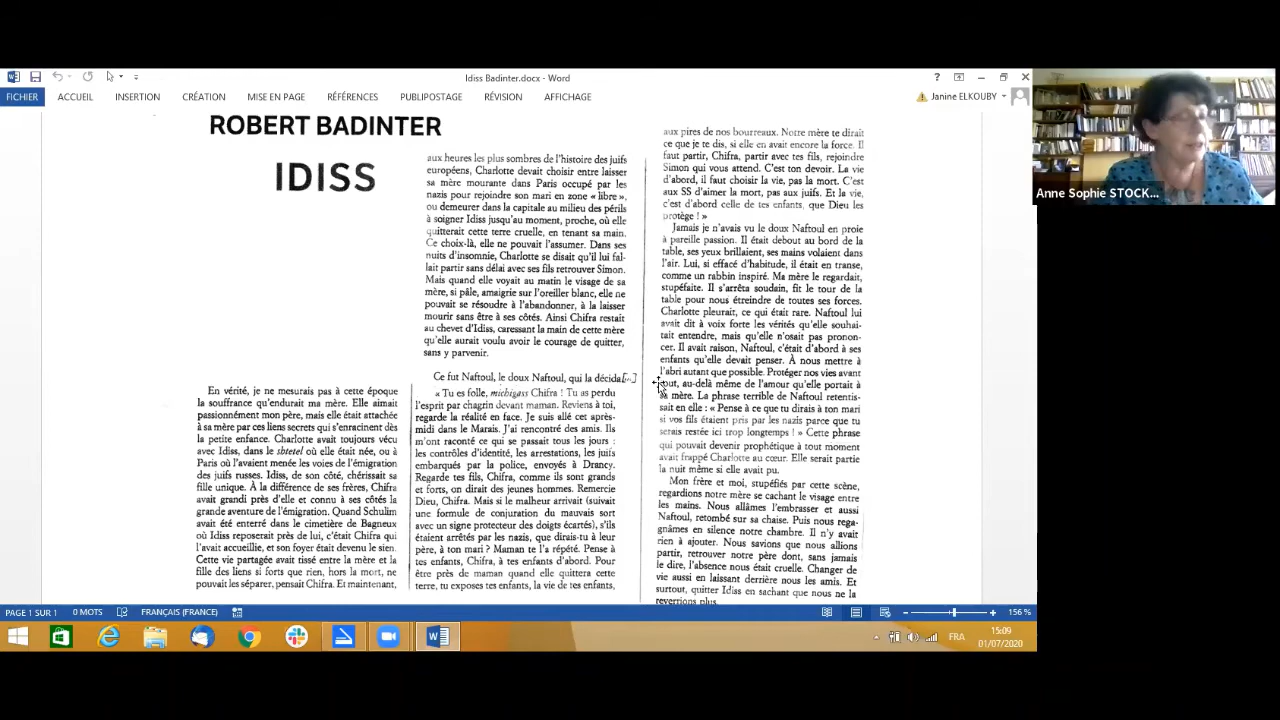 Idiss Badinter.docx - Word
FICHIER ACCUEIL INSERTION CRÉATION MISE EN PAGE RÉFÉRENCES PUBLIPOSTAGE RÉVISION AFFICHAGE
Janine ELKOUBY
ROBERT BADINTER
IDISS
En vérité, je ne mesurais pas à cette époque
la souffrance qu'endurait ma mère. Elle aimait
passionnément mon père, mais elle était attachée
à sa mère par ces liens secrets qui s'enracinent dès
la petite enfance. Charlotte avait toujours vécu
avec Idiss, dans le shtetel où elle était née, ou à
Paris où l'avaient menée les voies de l'émigration
des juifs russes. Idiss, de son côté, chérissait sa
fille unique. À la différence de ses frères, Chifra
avait grandi près d'elle et connu à ses côtés la
grande aventure de l'émigration. Quand Schulim
avait été enterré dans le cimetière de Bagneux
où Idiss reposerait près de lui, c'était Chifra qui
l'avait accueillie, et son foyer était devenu le sien.
Cette vie partagée avait tissé entre la mère et la
fille des liens si forts que rien, hors la mort, ne
pouvait les séparer, pensait Chifra. Et maintenant,
aux heures les plus sombres de l'histoire des juifs
européens, Charlotte devait choisir entre laisser
sa mère mourante dans Paris occupé par les
nazis pour rejoindre son mari en zone « libre »,
ou demeurer dans la capitale au milieu des périls
à soigner Idiss jusqu'au moment, proche, où elle
quitterait cette terre cruelle, en tenant sa main.
Ce choix-là, elle ne pouvait l'assumer. Dans ses
nuits d'insomnie, Charlotte se disait qu'il lui fal-
lait partir sans délai avec ses fils retrouver Simon.
Mais quand elle voyait au matin le visage de sa
mère, si pâle, amaigrie sur l'oreiller blanc, elle ne
pouvait se résoudre à l'abandonner, à la laisser
mourir sans être à ses côtés. Ainsi Chifra restait
au chevet d'Idiss, caressant la main de cette mère
qu'elle aurait voulu avoir le courage de quitter,
sans y parvenir.
Ce fut Naftoul, le doux Naftoul, qui la décida[...]
« Tu es folle, michigass Chifra ! Tu as perdu
l'esprit par chagrin devant maman. Reviens à toi,
regarde la réalité en face. Je suis allé cet après-
midi dans le Marais. J'ai rencontré des amis. Ils
m'ont raconté ce qui se passait tous les jours :
les contrôles d'identité, les arrestations, les juifs
embarqués par la police, envoyés à Drancy.
Regarde tes fils, Chifra, comme ils sont grands
et forts, on dirait des jeunes hommes. Remercie
Dieu, Chifra. Mais si le malheur arrivait (suivait
une formule de conjuration du mauvais sort
avec un signe protecteur des doigts écartés), s'ils
étaient arrêtés par les nazis, que dirais-tu à leur
père, à ton mari ? Maman te l'a répété. Pense à
tes enfants, Chifra, à tes enfants d'abord. Pour
être près de maman quand elle quittera cette
terre, tu exposes tes enfants, la vie de tes enfants,
aux pires de nos bourreaux. Notre mère te dirait
ce que je te dis, si elle en avait encore la force. Il
faut partir, Chifra, partir avec tes fils, rejoindre
Simon qui vous attend. C'est ton devoir. La vie
d'abord, il faut choisir la vie, pas la mort. C'est
aux SS d'aimer la mort, pas aux juifs. Et la vie,
c'est d'abord celle de tes enfants, que Dieu les
protège ! »
Jamais je n'avais vu le doux Naftoul en proie
à pareille passion. Il était debout au bord de la
table, ses yeux brillaient, ses mains volaient dans
l'air. Lui, si effacé d'habitude, il était en transe,
comme un rabbin inspiré. Ma mère le regardait,
stupéfaite. Il s'arrêta soudain, fit le tour de la
table pour nous étreindre de toutes ses forces.
Charlotte pleurait, ce qui était rare. Naftoul lui
avait dit à voix forte les vérités qu'elle souhai-
tait entendre, mais qu'elle n'osait pas pronon-
cer. Il avait raison, Naftoul, c'était d'abord à ses
enfants qu'elle devait penser. À nous mettre à
l'abri autant que possible. Protéger nos vies avant
tout, au-delà même de l'amour qu'elle portait à
sa mère. La phrase terrible de Naftoul retentis-
sait en elle : « Pense à ce que tu dirais à ton mari
si vos fils étaient pris par les nazis parce que tu
serais restée ici trop longtemps ! » Cette phrase
qui pouvait devenir prophétique à tout moment
avait frappé Charlotte au cœur. Elle serait partie
la nuit même si elle avait pu.
Mon frère et moi, stupéfiés par cette scène,
regardions notre mère se cachant le visage entre
les mains. Nous allâmes l'embrasser et aussi
Naftoul, retombé sur sa chaise. Puis nous rega-
gnâmes en silence notre chambre. Il n'y avait
rien à ajouter. Nous savions que nous allions
partir, retrouver notre père dont, sans jamais
le dire, l'absence nous était cruelle. Changer de
vie aussi en laissant derrière nous les amis. Et
surtout, quitter Idiss en sachant que nous ne la
reverrions plus.
Anne Sophie STOCK...
PAGE 1 SUR 1 0 MOTS FRANÇAIS (FRANCE) 156 %
FRA
15:09
01/07/2020